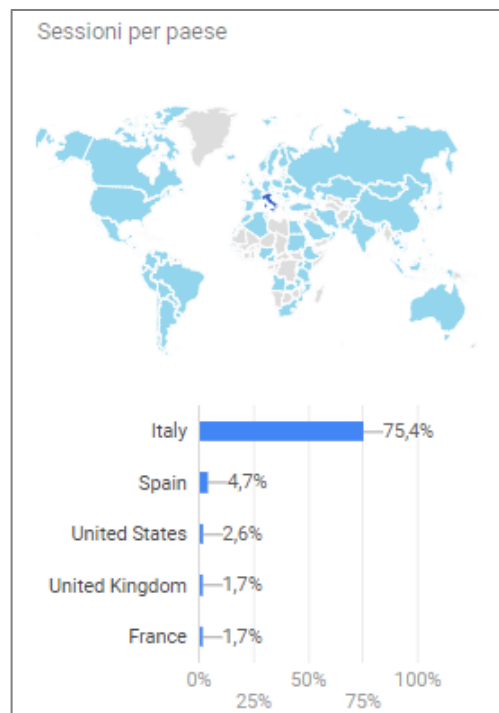 Sessioni per paese
Italy 75,4%
Spain 4,7%
United States 2,6%
United Kingdom 1,7%
France 1,7%
0% 50% 100%
25% 75%